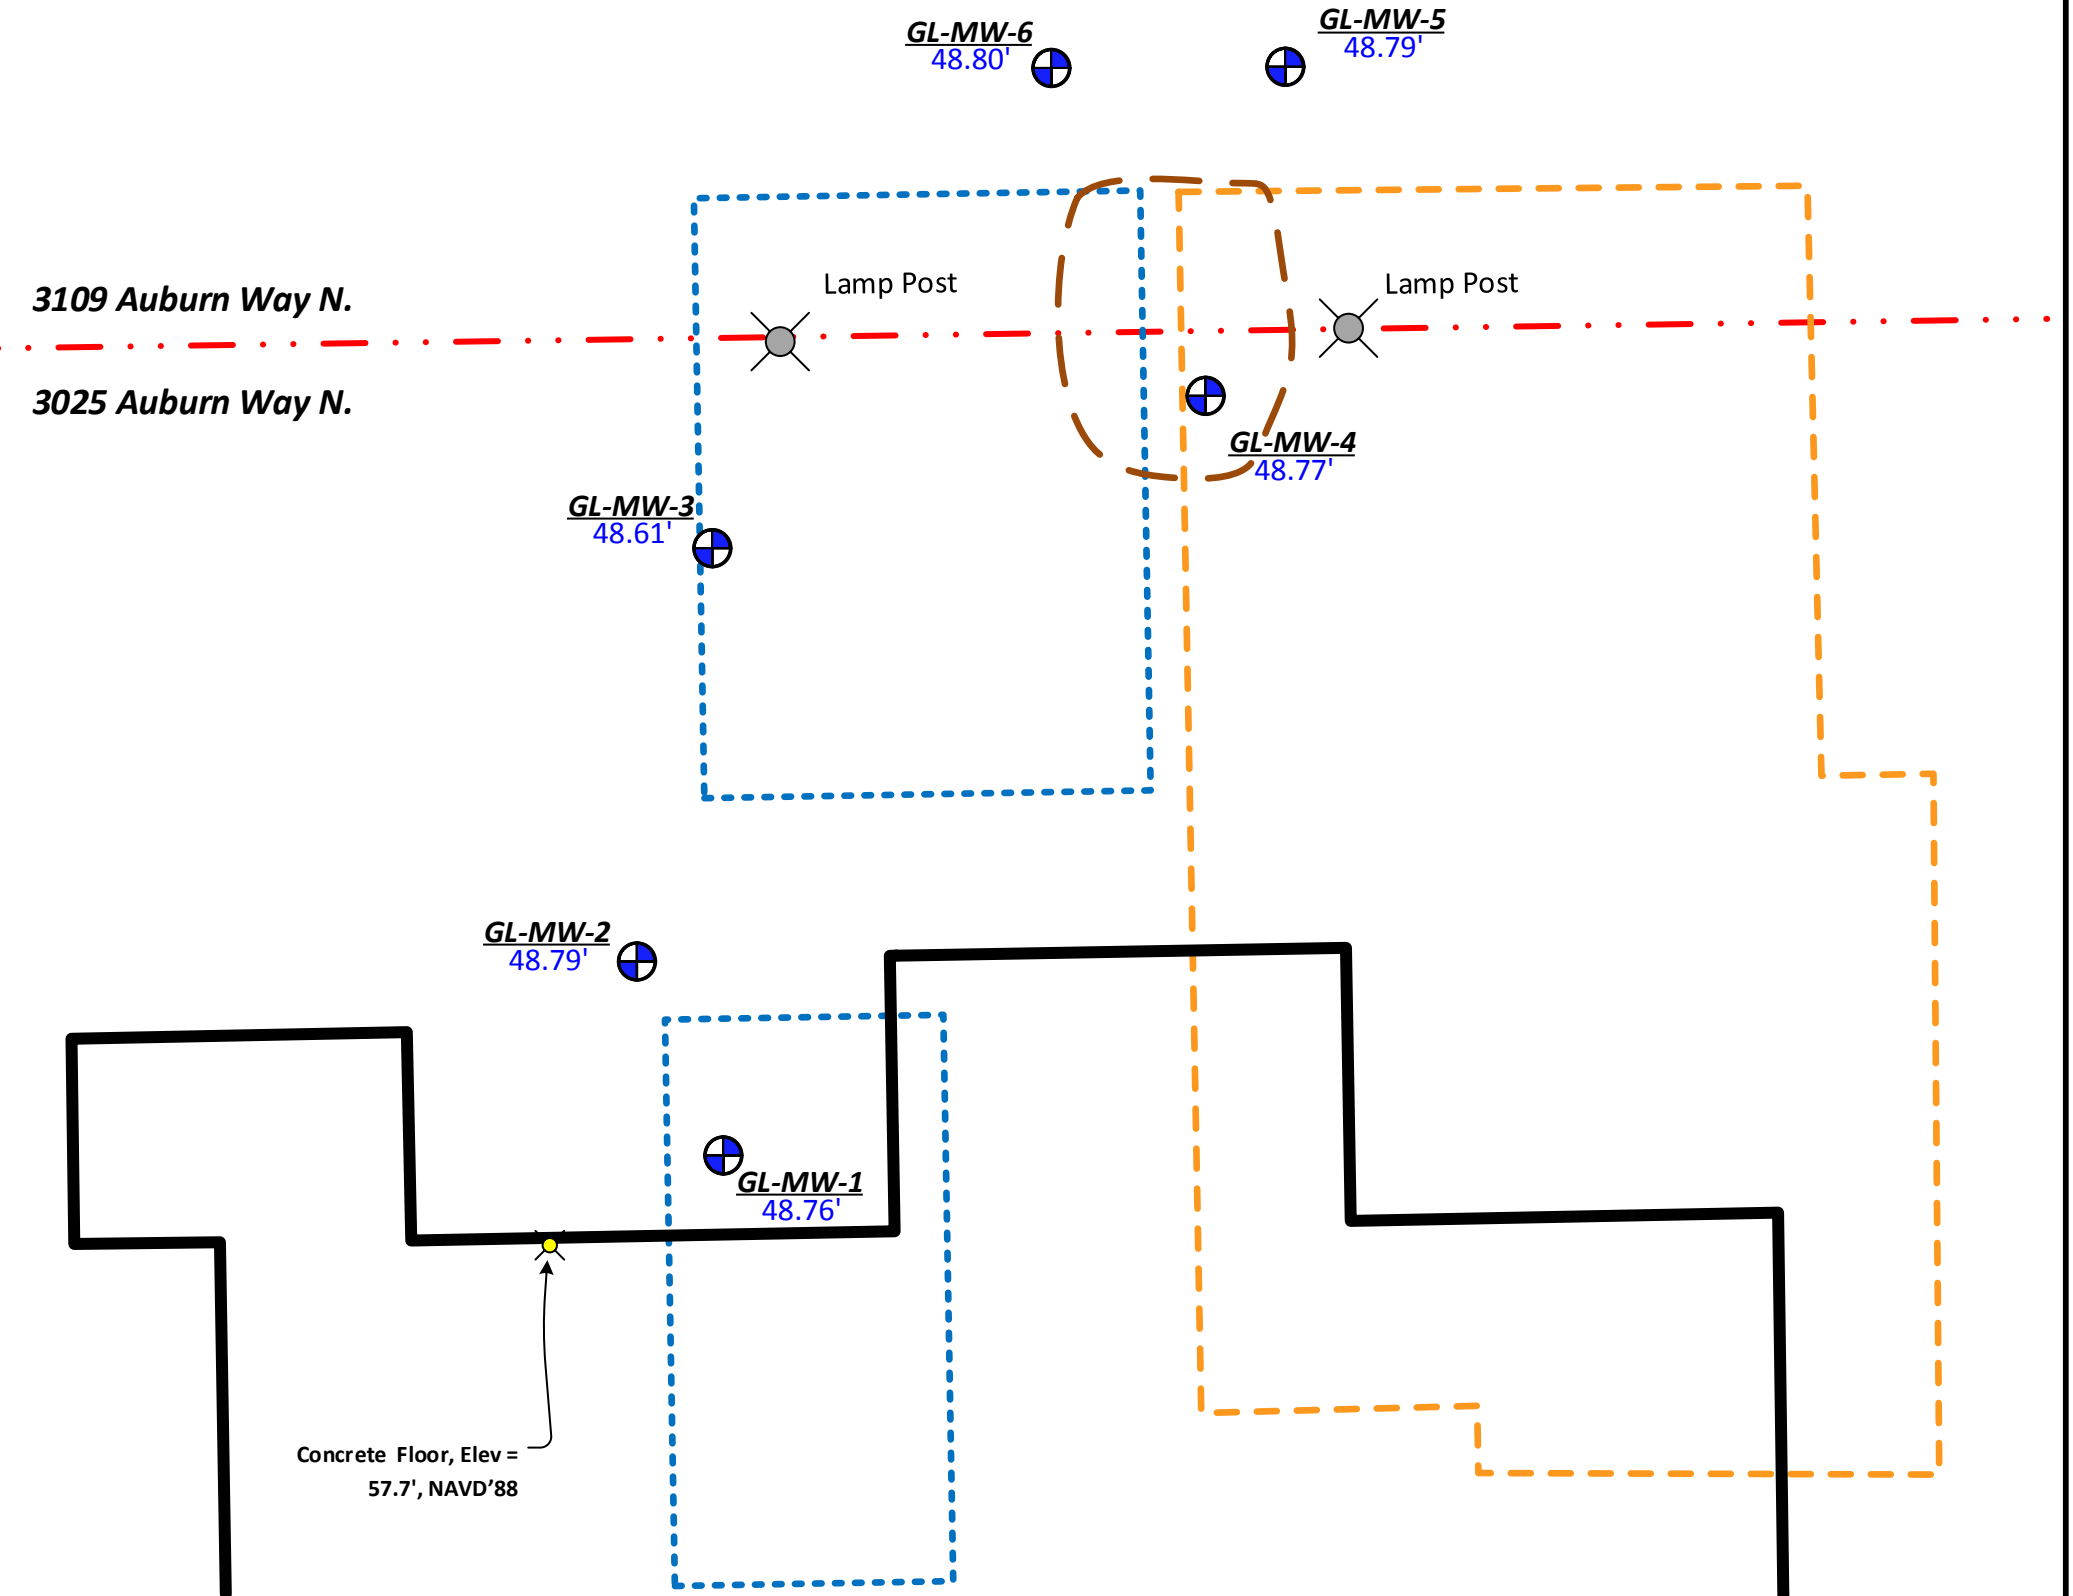 GL-MW-6
48.80'
GL-MW-5
48.79'
Lamp Post
Lamp Post
3109 Auburn Way N.
3025 Auburn Way N.
GL-MW-4
48.77'
GL-MW-3
48.61'
GL-MW-2
48.79'
GL-MW-1
48.76'
Concrete Floor, Elev =
57.7', NAVD’88